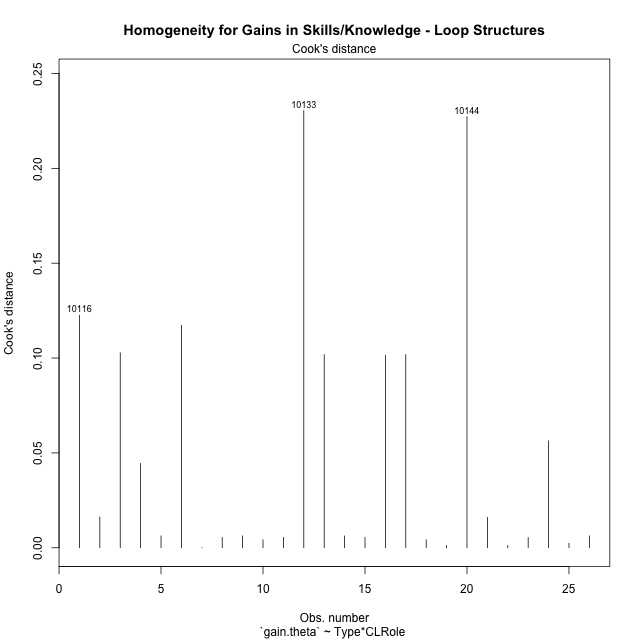 Homogeneity for Gains in Skills/Knowledge - Loop Structures
Cook's distance
0.25
0.20
0.15
0.10
0.05
0.00
Cook's distance
10116
10133
10144
0 5 10 15 20 25
Obs. number
`gain.theta` ~ Type*CLRole